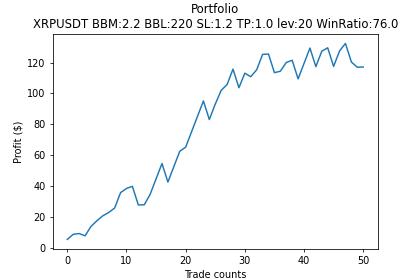 Portfolio
XRPUSDT BBM:2.2 BBL:220 SL:1.2 TP:1.0 lev:20 WinRatio:76.0
120
100
80
60
40
20
0
Profit ($)
0 10 20 30 40 50
Trade counts